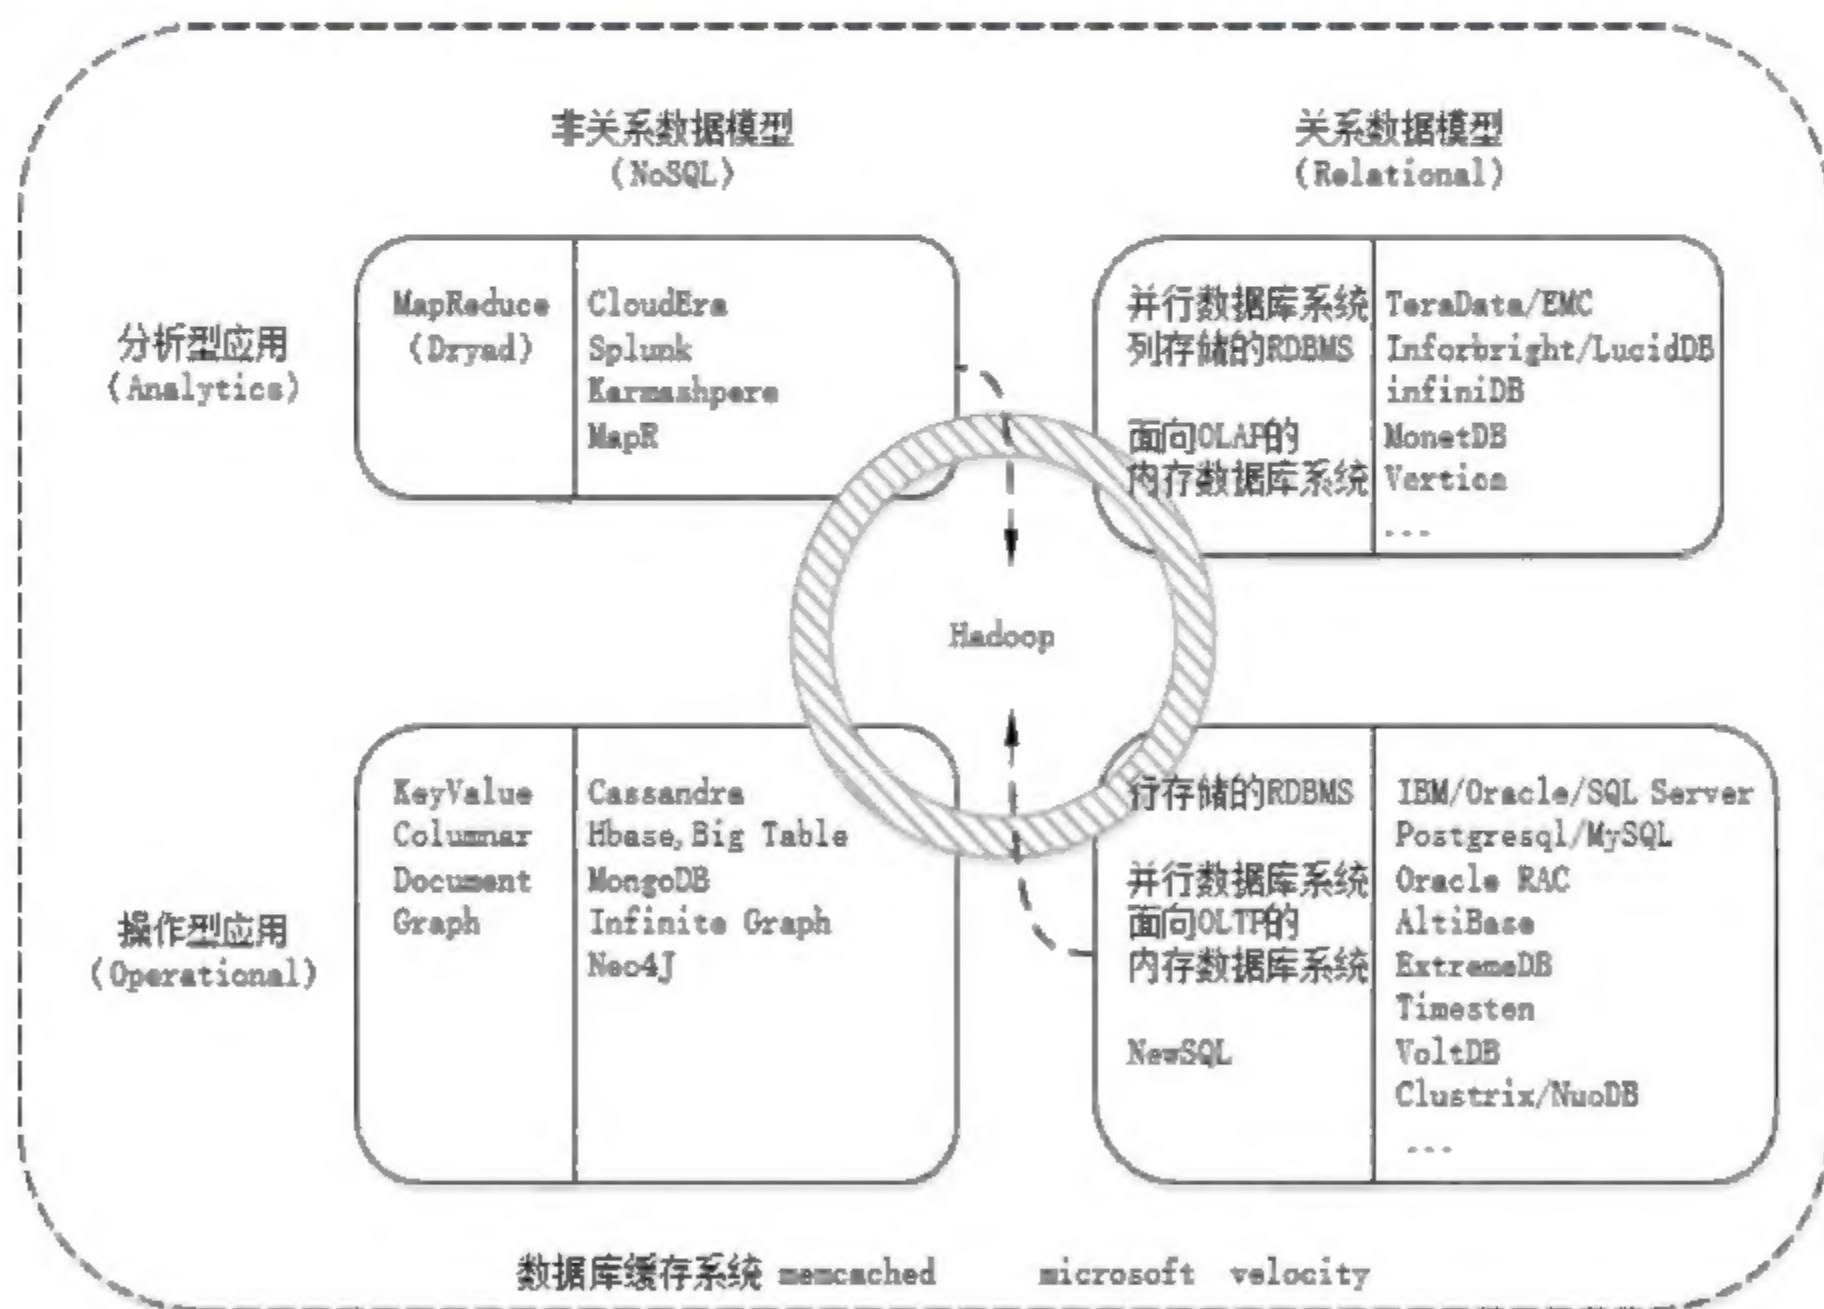 非关系数据模型
(NoSQL)
关系数据模型
(Relational)
分析型应用
(Analytics)
MapReduce
(Dryad)
CloudEra
Splunk
Karmashpere
MapR
并行数据库系统
列存储的RDBMS
面向OLAP的
内存数据库系统
TeraData/EMC
Inforbright/LucidDB
infiniDB
MonetDB
Vertica
...
Hadoop
操作型应用
(Operational)
KeyValue
Columnar
Document
Graph
Cassandra
Hbase,Big Table
MongoDB
Infinite Graph
Neo4J
行存储的RDBMS
并行数据库系统
面向OLTP的
内存数据库系统
NewSQL
IBM/Oracle/SQL Server
Postgresql/MySQL
Oracle RAC
AltiBase
ExtremeDB
Timesten
VoltDB
Clustrix/NuoDB
...
数据库缓存系统 memcached microsoft velocity